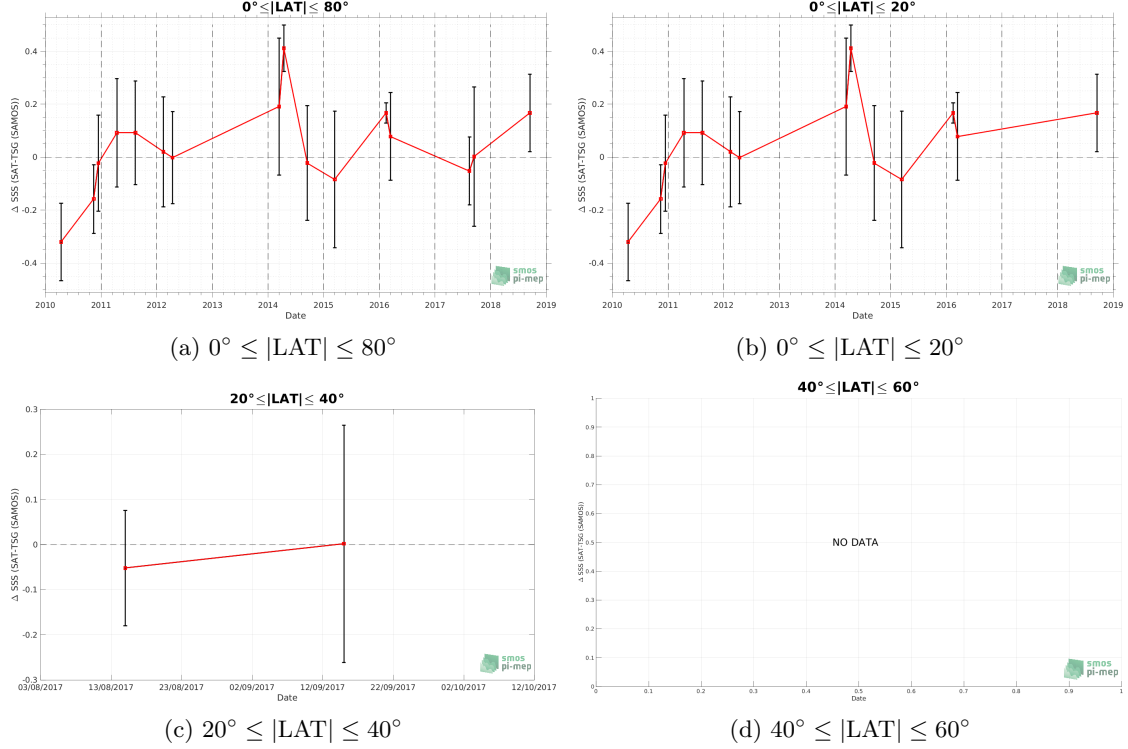 0°≤|LAT|≤ 80°
Δ SSS (SAT-TSG (SAMOS))
0.4
0.2
0
-0.2
-0.4
2010 2011 2012 2013 2014 2015 2016 2017 2018 2019
Date
smos
pi-mep
(a) 0° ≤ |LAT| ≤ 80°
0°≤|LAT|≤ 20°
Δ SSS (SAT-TSG (SAMOS))
0.4
0.2
0
-0.2
-0.4
2010 2011 2012 2013 2014 2015 2016 2017 2018 2019
Date
smos
pi-mep
(b) 0° ≤ |LAT| ≤ 20°
20°≤|LAT|≤ 40°
Δ SSS (SAT-TSG (SAMOS))
0.3
0.2
0.1
0
-0.1
-0.2
-0.3
03/08/2017 13/08/2017 23/08/2017 02/09/2017 12/09/2017 22/09/2017 02/10/2017 12/10/2017
Date
smos
pi-mep
(c) 20° ≤ |LAT| ≤ 40°
40°≤|LAT|≤ 60°
Δ SSS (SAT-TSG (SAMOS))
1
0.9
0.8
0.7
0.6
0.5
0.4
0.3
0.2
0.1
0
NO DATA
0 0.1 0.2 0.3 0.4 0.5 0.6 0.7 0.8 0.9 1
Date
smos
pi-mep
(d) 40° ≤ |LAT| ≤ 60°